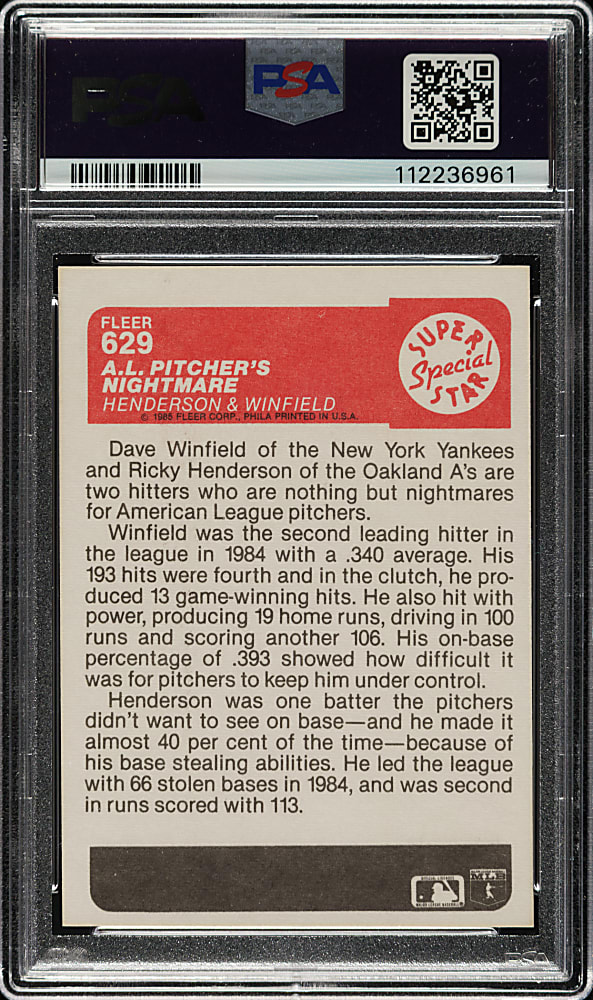 PSA
PSA
112236961
FLEER
629
A.L. PITCHER'S
NIGHTMARE
HENDERSON & WINFIELD
© 1985 FLEER CORP., PHILA PRINTED IN U.S.A.
SUPER
Special
STAR
Dave Winfield of the New York Yankees
and Ricky Henderson of the Oakland A's are
two hitters who are nothing but nightmares
for American League pitchers.
Winfield was the second leading hitter in
the league in 1984 with a .340 average. His
193 hits were fourth and in the clutch, he pro-
duced 13 game-winning hits. He also hit with
power, producing 19 home runs, driving in 100
runs and scoring another 106. His on-base
percentage of .393 showed how difficult it
was for pitchers to keep him under control.
Henderson was one batter the pitchers
didn't want to see on base—and he made it
almost 40 per cent of the time—because of
his base stealing abilities. He led the league
with 66 stolen bases in 1984, and was second
in runs scored with 113.
MAJOR LEAGUE BASEBALL
PSA